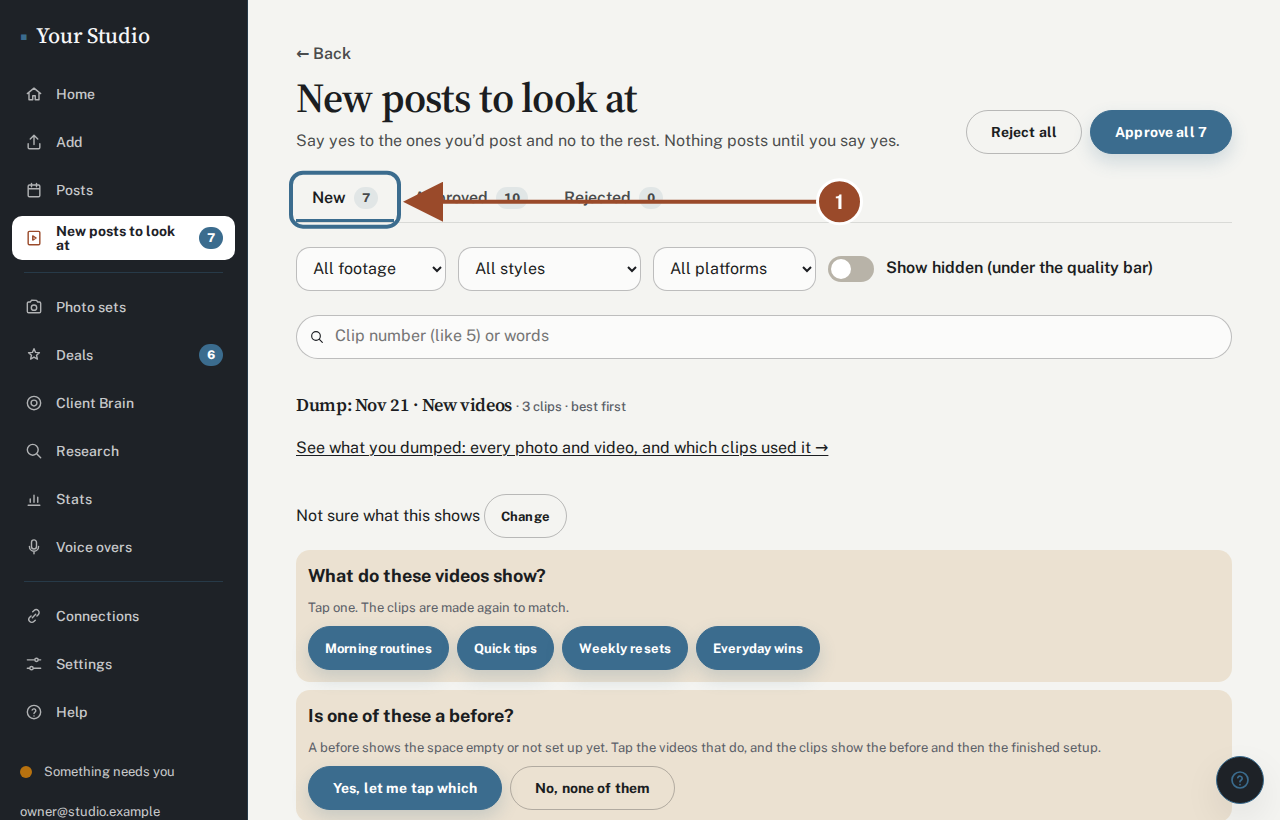 Your Studio
Home
Add
Posts
New posts to look at
7
Photo sets
Deals
6
Client Brain
Research
Stats
Voice overs
Connections
Settings
Help
Something needs you
owner@studio.example
← Back
New posts to look at
Say yes to the ones you’d post and no to the rest. Nothing posts until you say yes.
Reject all
Approve all 7
New 7
Approved 10
Rejected 0
1
All footage
All styles
All platforms
Show hidden (under the quality bar)
Clip number (like 5) or words
Dump: Nov 21 · New videos · 3 clips · best first
See what you dumped: every photo and video, and which clips used it →
Not sure what this shows
Change
What do these videos show?
Tap one. The clips are made again to match.
Morning routines
Quick tips
Weekly resets
Everyday wins
Is one of these a before?
A before shows the space empty or not set up yet. Tap the videos that do, and the clips show the before and then the finished setup.
Yes, let me tap which
No, none of them